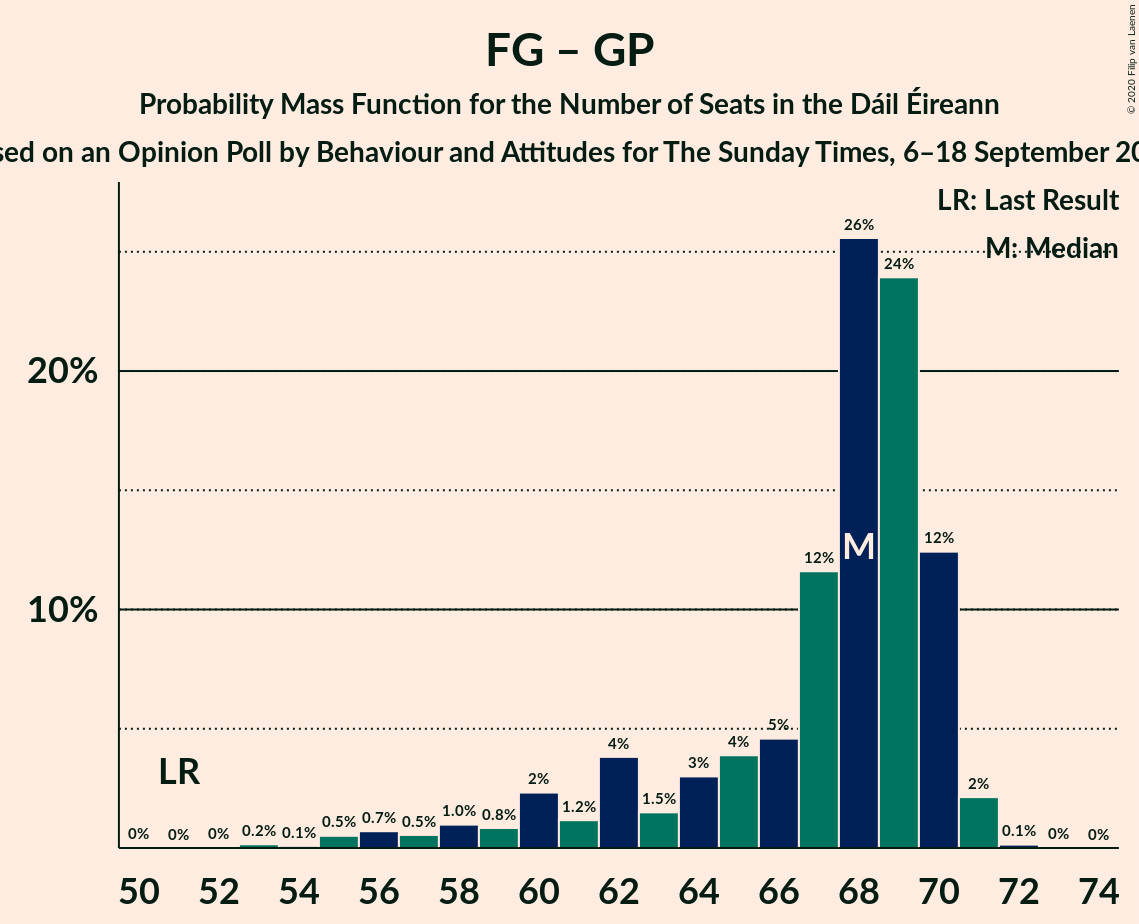 FG – GP
Probability Mass Function for the Number of Seats in the Dáil Éireann
sed on an Opinion Poll by Behaviour and Attitudes for The Sunday Times, 6–18 September 20
© 2020 Filip van Laenen
LR: Last Result
M: Median
20%
10%
0% 0% 0% 0.2% 0.1% 0.5% 0.7% 0.5% 1.0% 0.8% 2% 1.2% 4% 1.5% 3% 4% 5% 12% 26% 24% 12% 2% 0.1% 0% 0%
LR
M
50 52 54 56 58 60 62 64 66 68 70 72 74